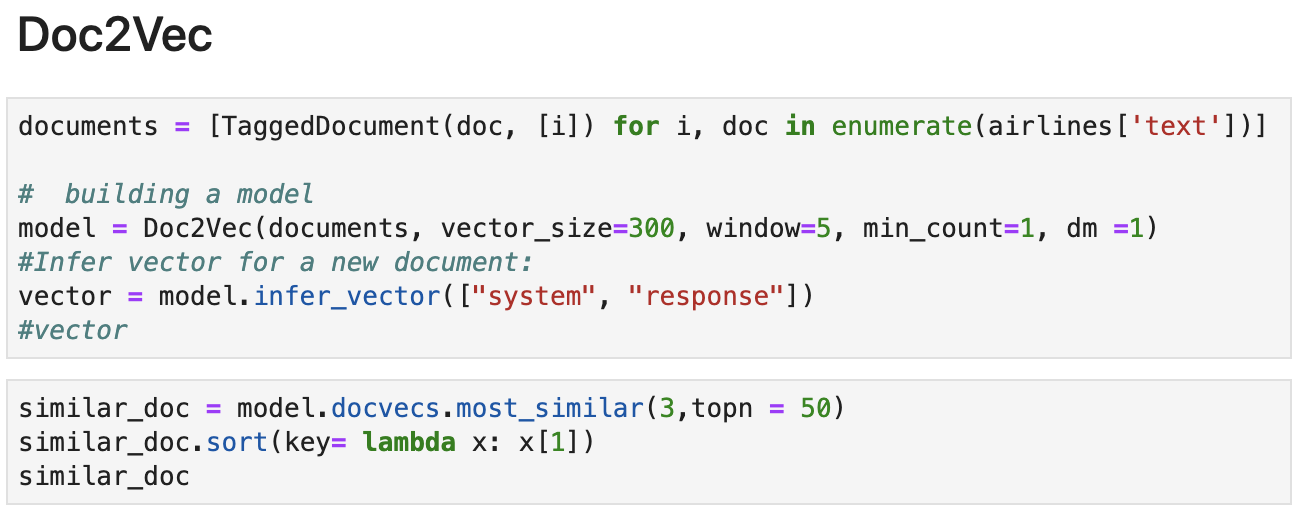 Doc2Vec
documents = [TaggedDocument(doc, [i]) for i, doc in enumerate(airlines['text'])]
#  building a model
model = Doc2Vec(documents, vector_size=300, window=5, min_count=1, dm =1)
#Infer vector for a new document:
vector = model.infer_vector(["system", "response"])
#vector
similar_doc = model.docvecs.most_similar(3,topn = 50)
similar_doc.sort(key= lambda x: x[1])
similar_doc